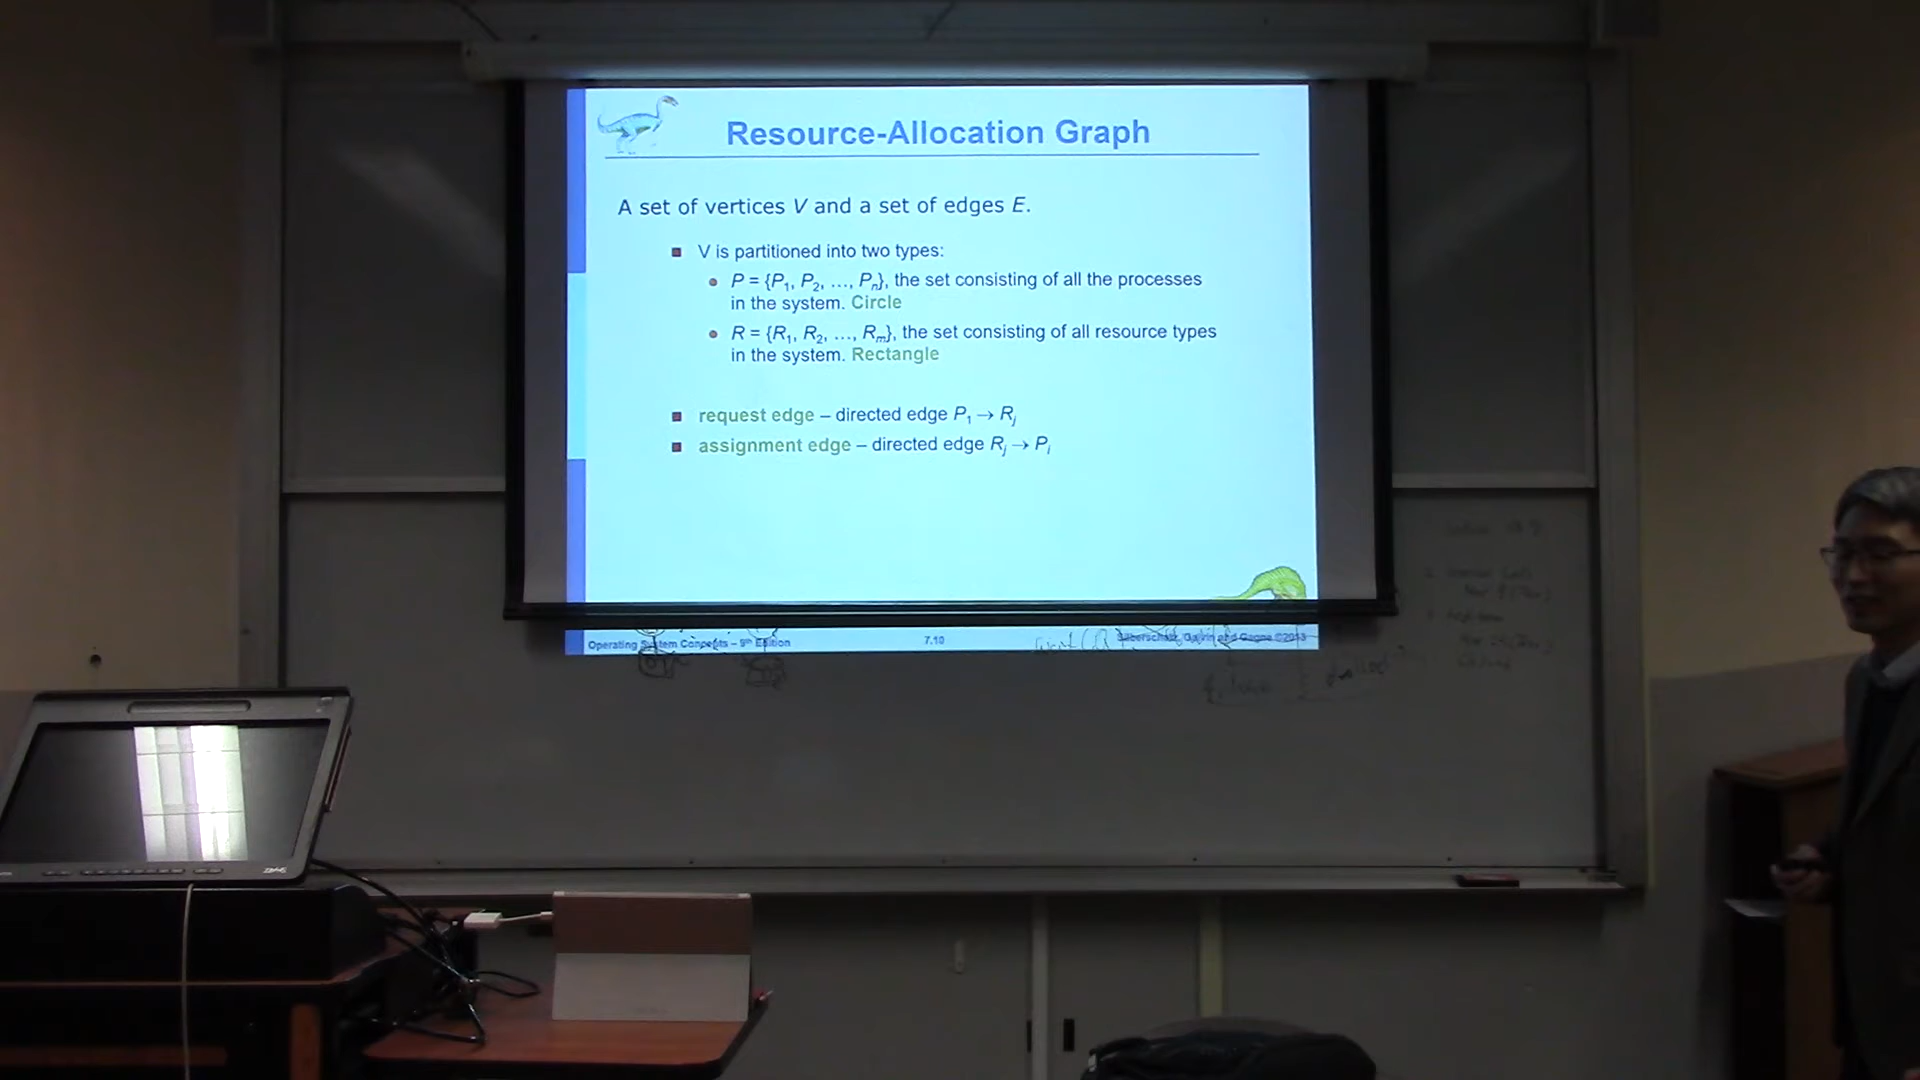 Resource-Allocation Graph
A set of vertices V and a set of edges E.
■ V is partitioned into two types:
● P = {P1, P2, …, Pn}, the set consisting of all the processes
in the system. Circle
● R = {R1, R2, …, Rm}, the set consisting of all resource types
in the system. Rectangle
■ request edge – directed edge P1 → Rj
■ assignment edge – directed edge Rj → Pi
Operating System Concepts – 9th Edition 7.10 Silberschatz, Galvin and Gagne ©2013